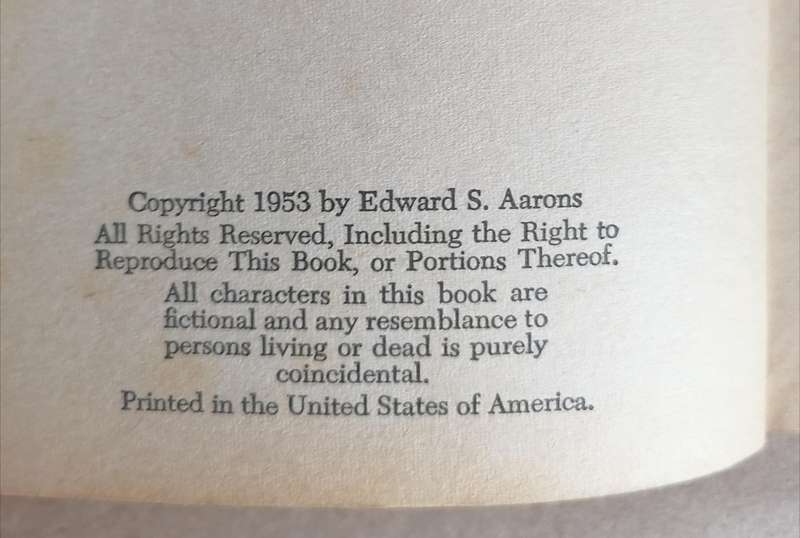 Copyright 1953 by Edward S. Aarons
All Rights Reserved, Including the Right to
Reproduce This Book, or Portions Thereof.
All characters in this book are
fictional and any resemblance to
persons living or dead is purely
coincidental.
Printed in the United States of America.